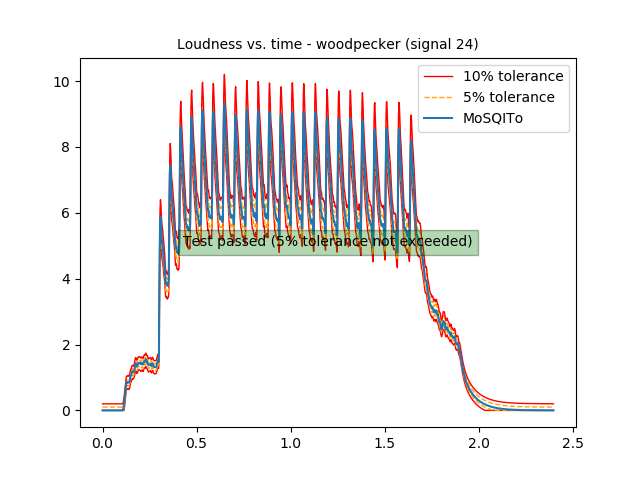 Loudness vs. time - woodpecker (signal 24)
10% tolerance
5% tolerance
MoSQITo
Test passed (5% tolerance not exceeded)
10
8
6
4
2
0
0.0
0.5
1.0
1.5
2.0
2.5